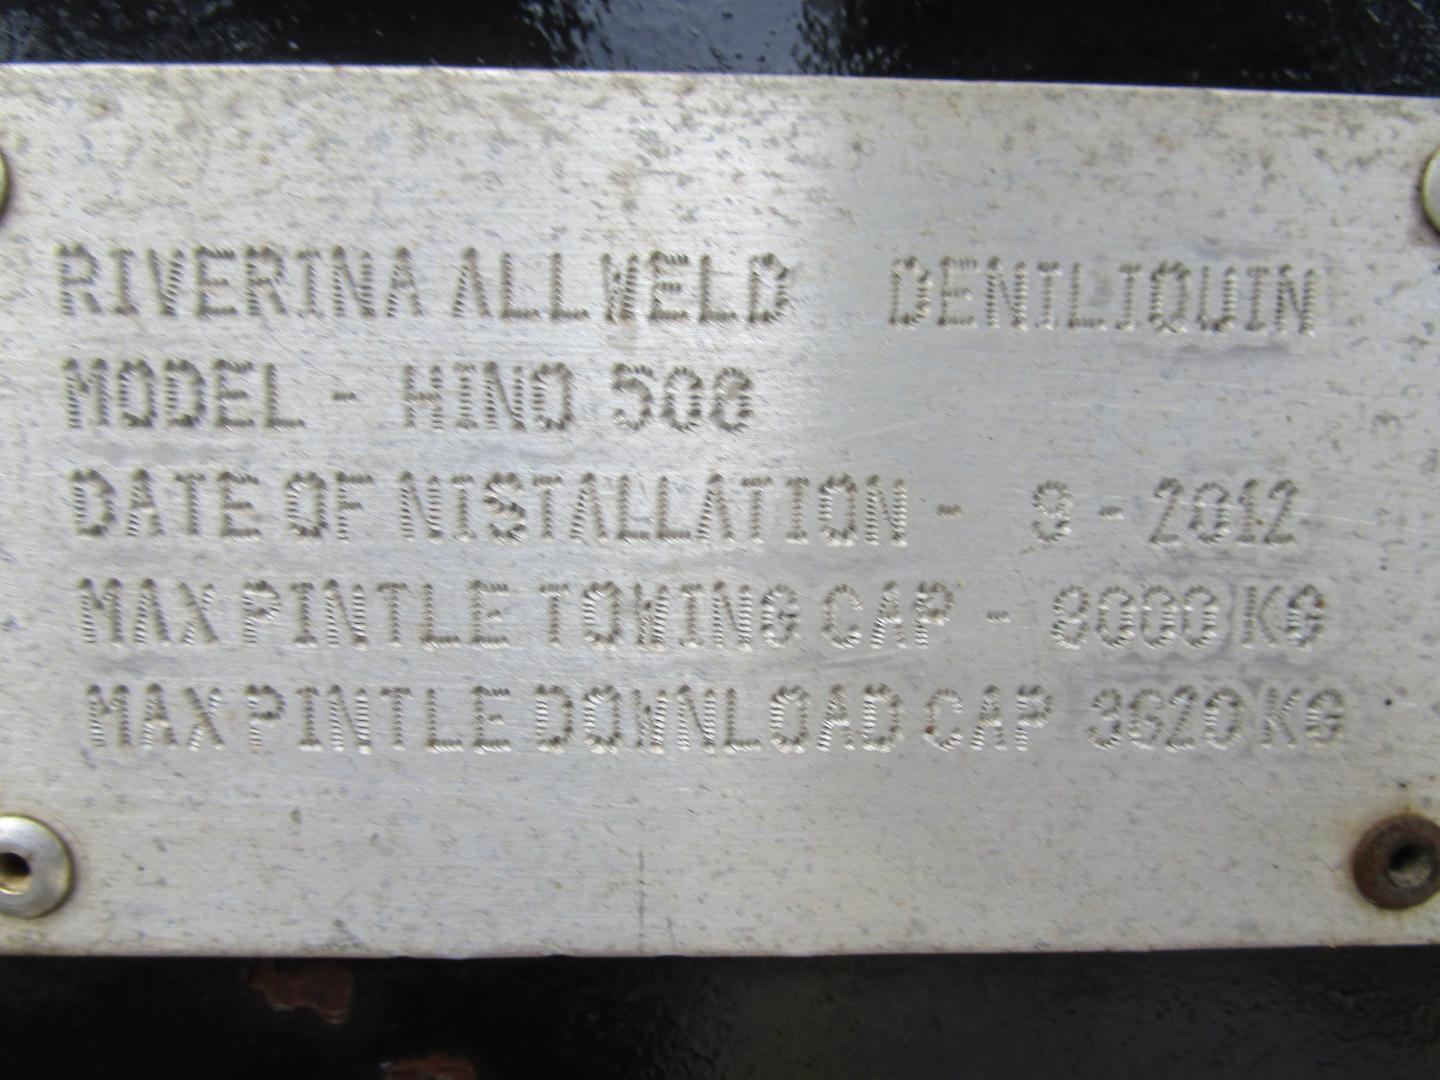 RIVERINA ALLWELD DENILIQUIN
MODEL - HINO 500
DATE OF NISTALLATION - 9 - 2012
MAX PINTLE TOWING CAP - 9000 KG
MAX PINTLE DOWNLOAD CAP 3620 KG